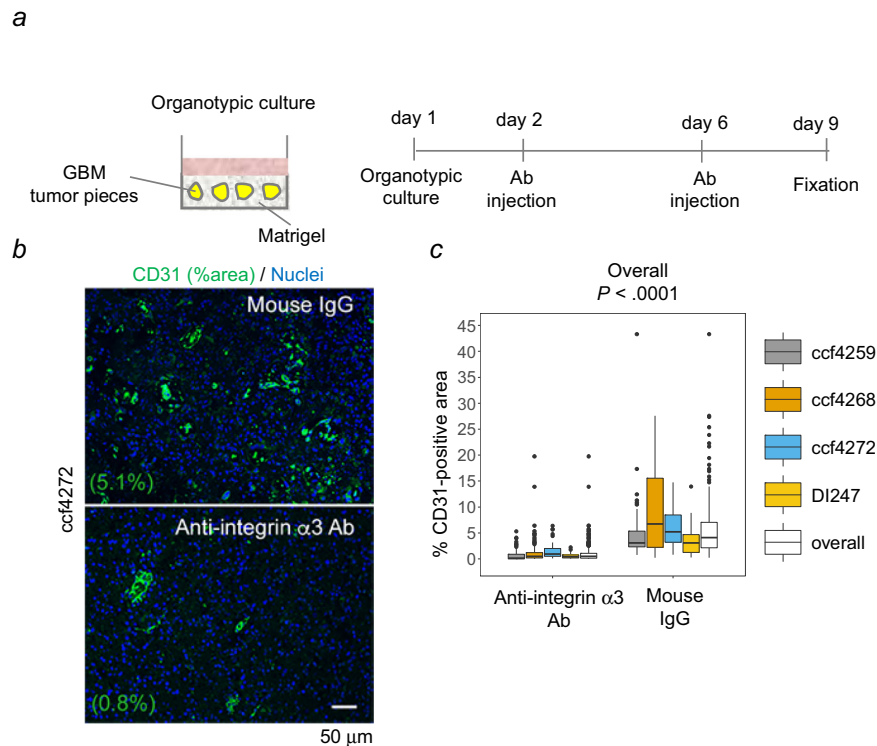 a
Organotypic culture
GBM
tumor pieces
Matrigel
day 1
day 2
day 6
day 9
Organotypic
culture
Ab
injection
Ab
injection
Fixation
b
CD31 (%area) / Nuclei
Mouse IgG
(5.1%)
ccf4272
Anti-integrin α3 Ab
(0.8%)
50 μm
c
Overall
P < .0001
% CD31-positive area
45
40
35
30
25
20
15
10
5
0
Anti-integrin α3
Ab
Mouse
IgG
ccf4259
ccf4268
ccf4272
DI247
overall